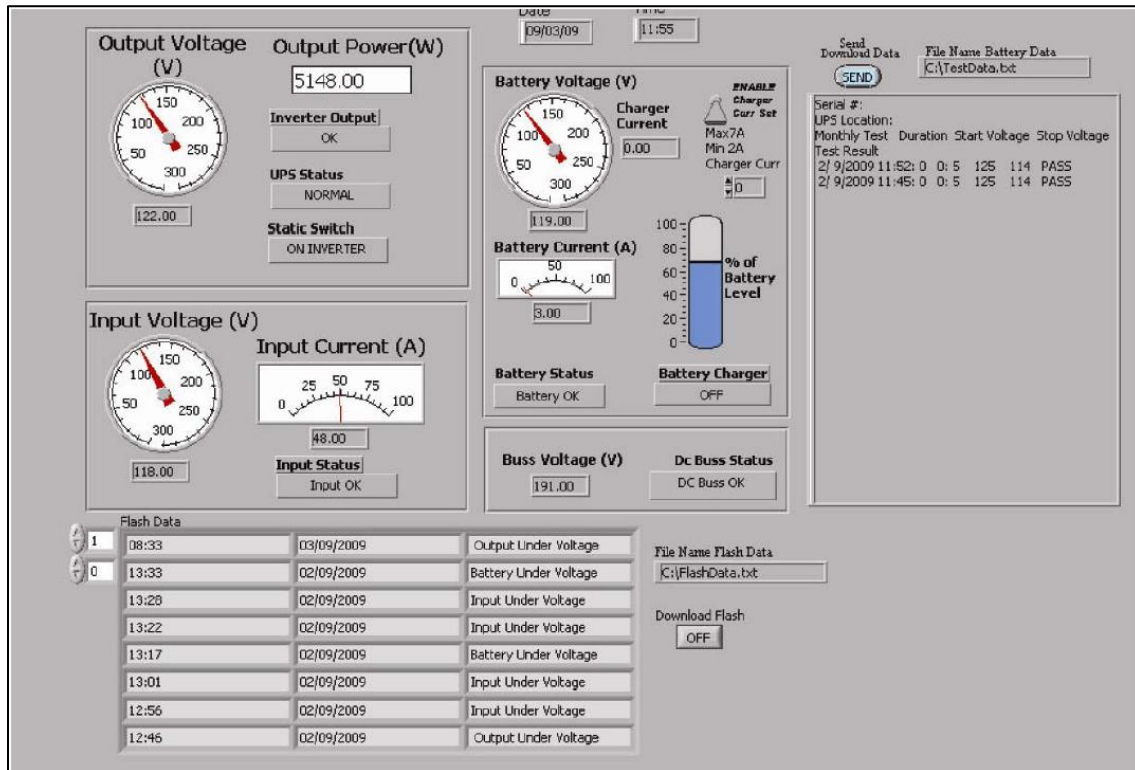 Date
Time
09/03/09
11:55
Output Voltage
(V)
50
100
150
200
250
300
122.00
Output Power(W)
5148.00
Inverter Output
OK
UPS Status
NORMAL
Static Switch
ON INVERTER
Input Voltage (V)
50
100
150
200
250
300
118.00
Input Current (A)
0
25
50
75
100
48.00
Input Status
Input OK
Battery Voltage (V)
50
100
150
200
250
300
119.00
Charger
Current
0.00
ENABLE
Charger
Curr Set
Max7A
Min 2A
Charger Curr
0
Battery Current (A)
0
50
100
3.00
100
80
60
40
20
0
% of
Battery
Level
Battery Status
Battery OK
Battery Charger
OFF
Buss Voltage (V)
191.00
Dc Buss Status
DC Buss OK
Send
Download Data
SEND
File Name Battery Data
C:\TestData.txt
Serial #:
UPS Location:
Monthly Test Duration Start Voltage Stop Voltage
Test Result
2/ 9/2009 11:52: 0 0: 5 125 114 PASS
2/ 9/2009 11:45: 0 0: 5 125 114 PASS
Flash Data
1
0
08:33 03/09/2009 Output Under Voltage
13:33 02/09/2009 Battery Under Voltage
13:28 02/09/2009 Input Under Voltage
13:22 02/09/2009 Input Under Voltage
13:17 02/09/2009 Battery Under Voltage
13:01 02/09/2009 Input Under Voltage
12:56 02/09/2009 Input Under Voltage
12:46 02/09/2009 Output Under Voltage
File Name Flash Data
C:\FlashData.txt
Download Flash
OFF